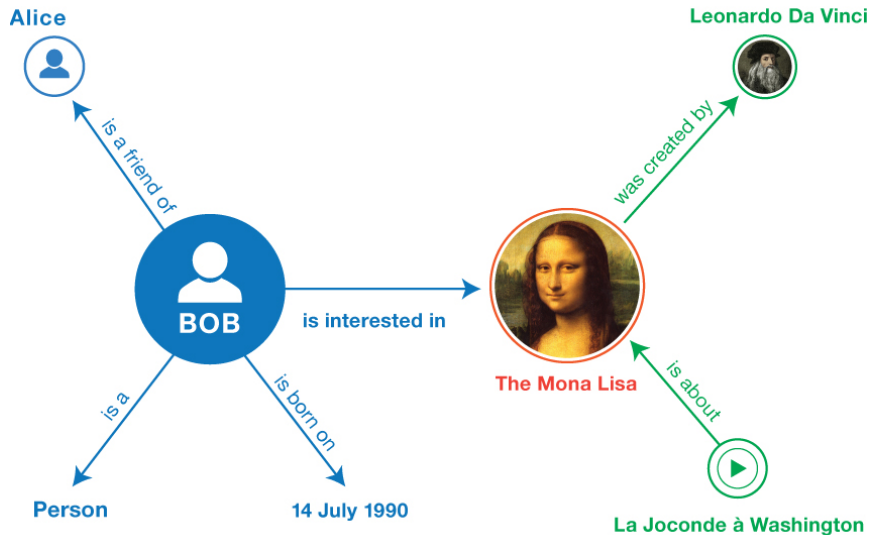 Alice
Leonardo Da Vinci
is a friend of
was created by
BOB
is interested in
The Mona Lisa
is a
is born on
is about
Person
14 July 1990
La Joconde à Washington